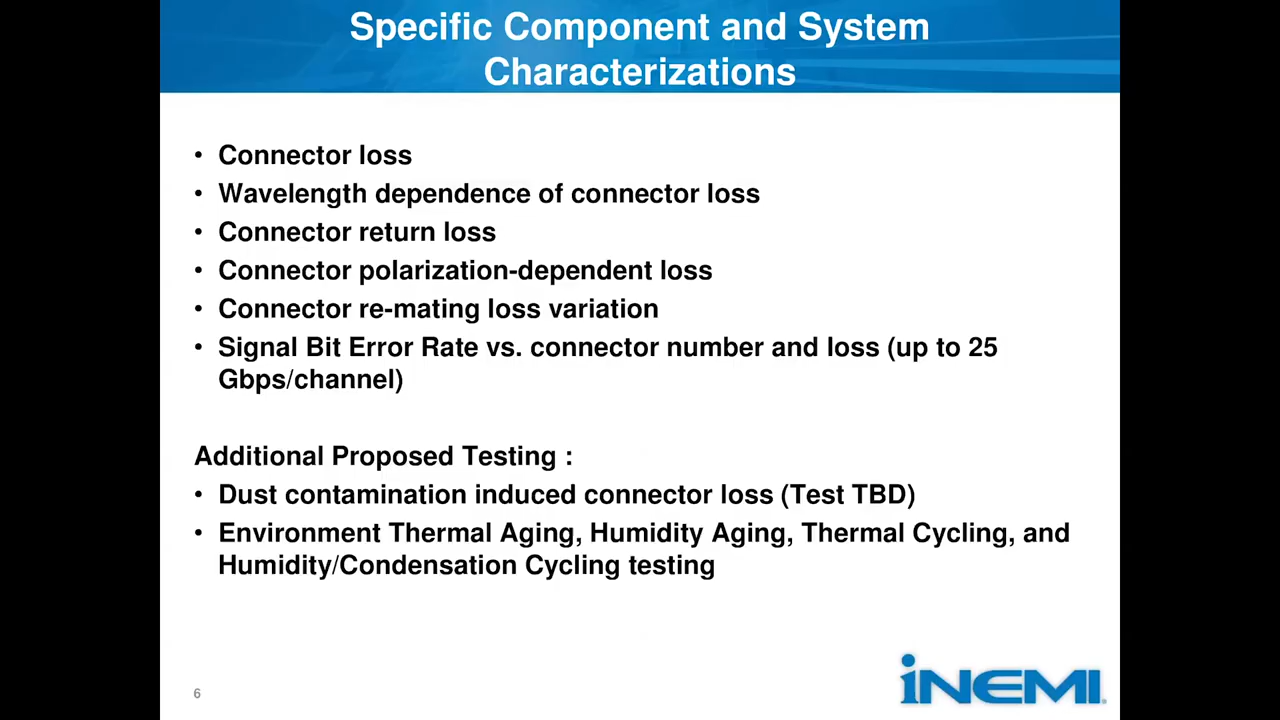 Specific Component and System
Characterizations
• Connector loss
• Wavelength dependence of connector loss
• Connector return loss
• Connector polarization-dependent loss
• Connector re-mating loss variation
• Signal Bit Error Rate vs. connector number and loss (up to 25
Gbps/channel)
Additional Proposed Testing :
• Dust contamination induced connector loss (Test TBD)
• Environment Thermal Aging, Humidity Aging, Thermal Cycling, and
Humidity/Condensation Cycling testing
6
iNEMI